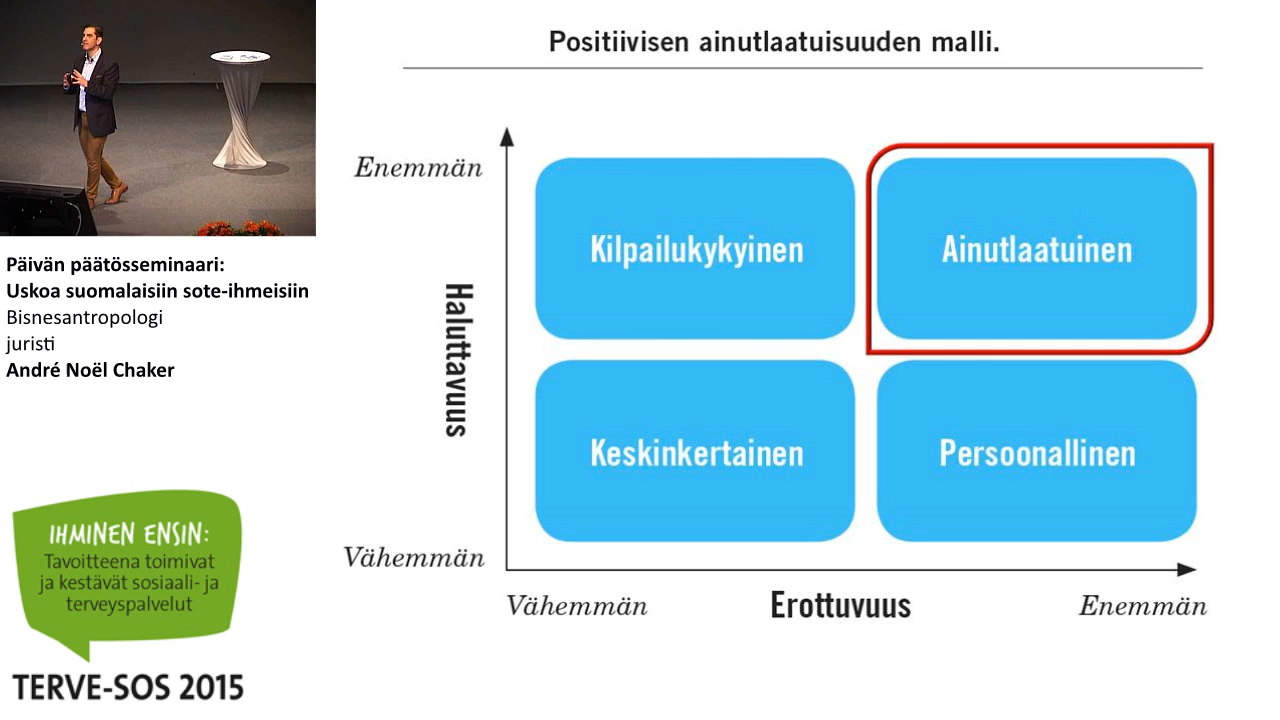 Positiivisen ainutlaatuisuuden malli.
Enemmän
Kilpailukykyinen
Ainutlaatuinen
Haluttavuus
Keskinkertainen
Persoonallinen
Vähemmän
Vähemmän
Erottuvuus
Enemmän
Päivän päätösseminaari:
Uskoa suomalaisiin sote-ihmeisiin
Bisnesantropologi
juristi
André Noël Chaker
IHMINEN ENSIN:
Tavoitteena toimivat
ja kestävät sosiaali- ja
terveyspalvelut
TERVE-SOS 2015